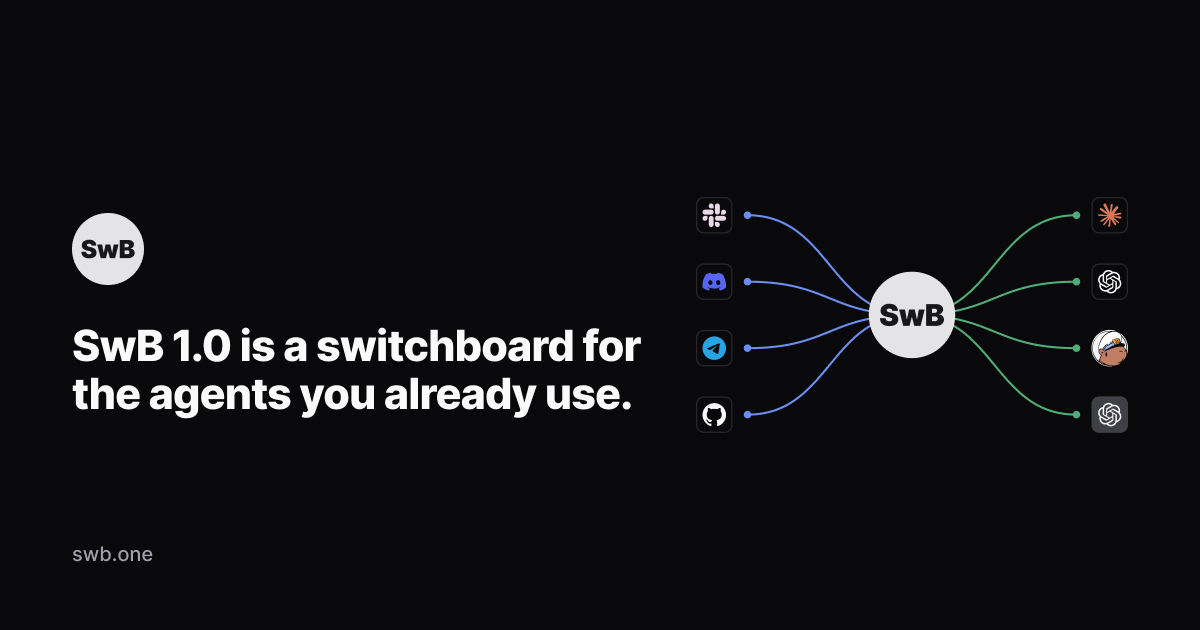 SwB
SwB 1.0 is a switchboard for
the agents you already use.
swb.one
SwB